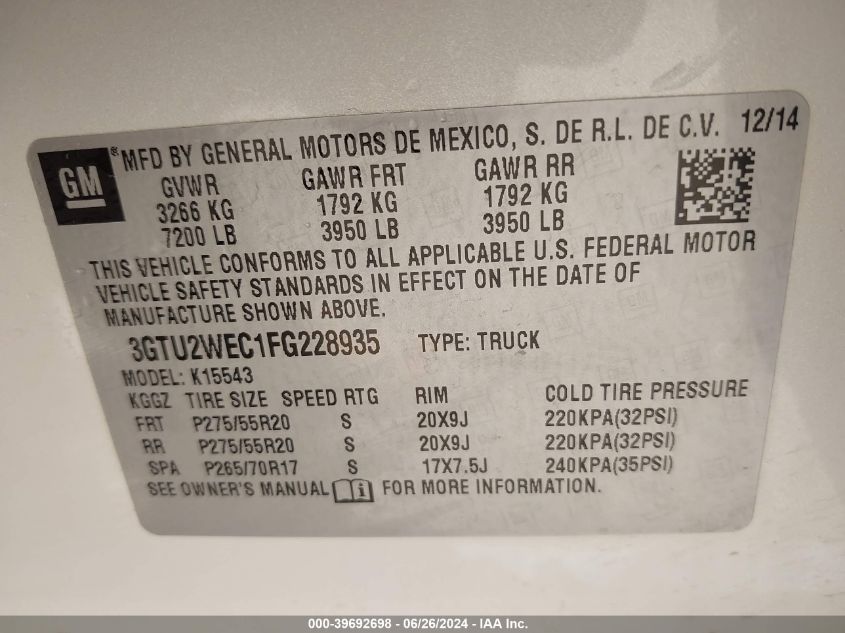 GM
® MFD BY GENERAL MOTORS DE MEXICO, S. DE R.L. DE C.V. 12/14
GVWR GAWR FRT GAWR RR
3266 KG 1792 KG 1792 KG
7200 LB 3950 LB 3950 LB
THIS VEHICLE CONFORMS TO ALL APPLICABLE U.S. FEDERAL MOTOR
VEHICLE SAFETY STANDARDS IN EFFECT ON THE DATE OF
MANUFACTURE SHOWN ABOVE.
3GTU2WEC1FG228935 TYPE: TRUCK
MODEL: K15543
KGGZ TIRE SIZE SPEED RTG RIM COLD TIRE PRESSURE
FRT P275/55R20 S 20X9J 220KPA(32PSI)
RR P275/55R20 S 20X9J 220KPA(32PSI)
SPA P265/70R17 S 17X7.5J 240KPA(35PSI)
SEE OWNER'S MANUAL FOR MORE INFORMATION.
000-39692698 - 06/26/2024 - IAA Inc.